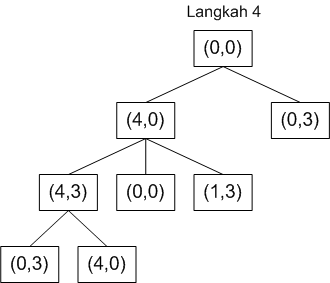 Langkah 4
(0,0)
(4,0) (0,3)
(4,3) (0,0) (1,3)
(0,3) (4,0)